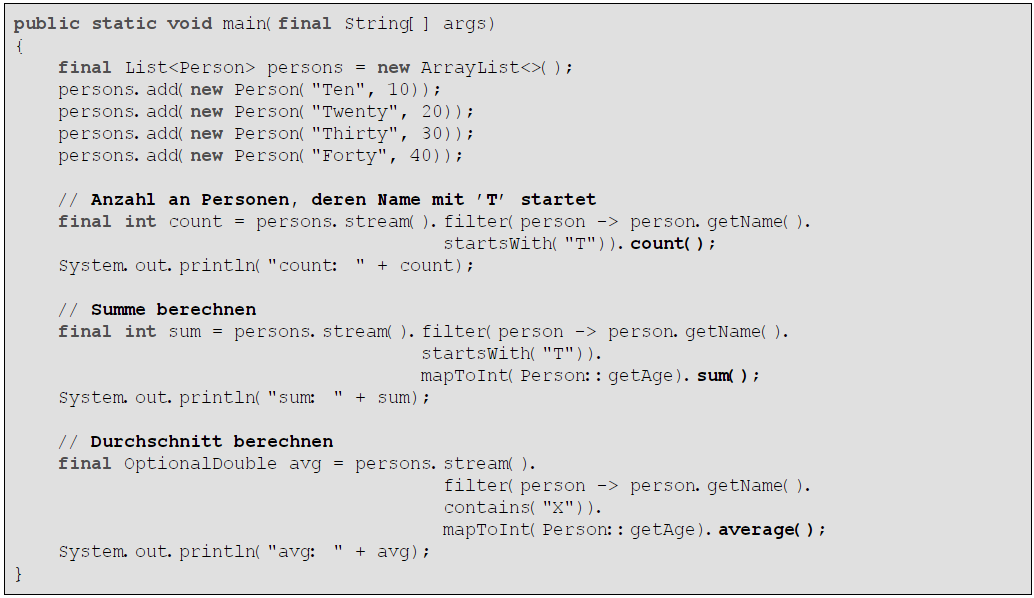 public static void main(final String[] args)
{
    final List<Person> persons = new ArrayList<>();
    persons.add(new Person("Ten", 10));
    persons.add(new Person("Twenty", 20));
    persons.add(new Person("Thirty", 30));
    persons.add(new Person("Forty", 40));

    // Anzahl an Personen, deren Name mit 'T' startet
    final int count = persons.stream().filter(person -> person.getName().
                                       startsWith("T")).count();
    System.out.println("count: " + count);

    // Summe berechnen
    final int sum = persons.stream().filter(person -> person.getName().
                                     startsWith("T")).
                                     mapToInt(Person::getAge).sum();
    System.out.println("sum: " + sum);

    // Durchschnitt berechnen
    final OptionalDouble avg = persons.stream().
                                       filter(person -> person.getName().
                                       contains("X")).
                                       mapToInt(Person::getAge).average();
    System.out.println("avg: " + avg);
}